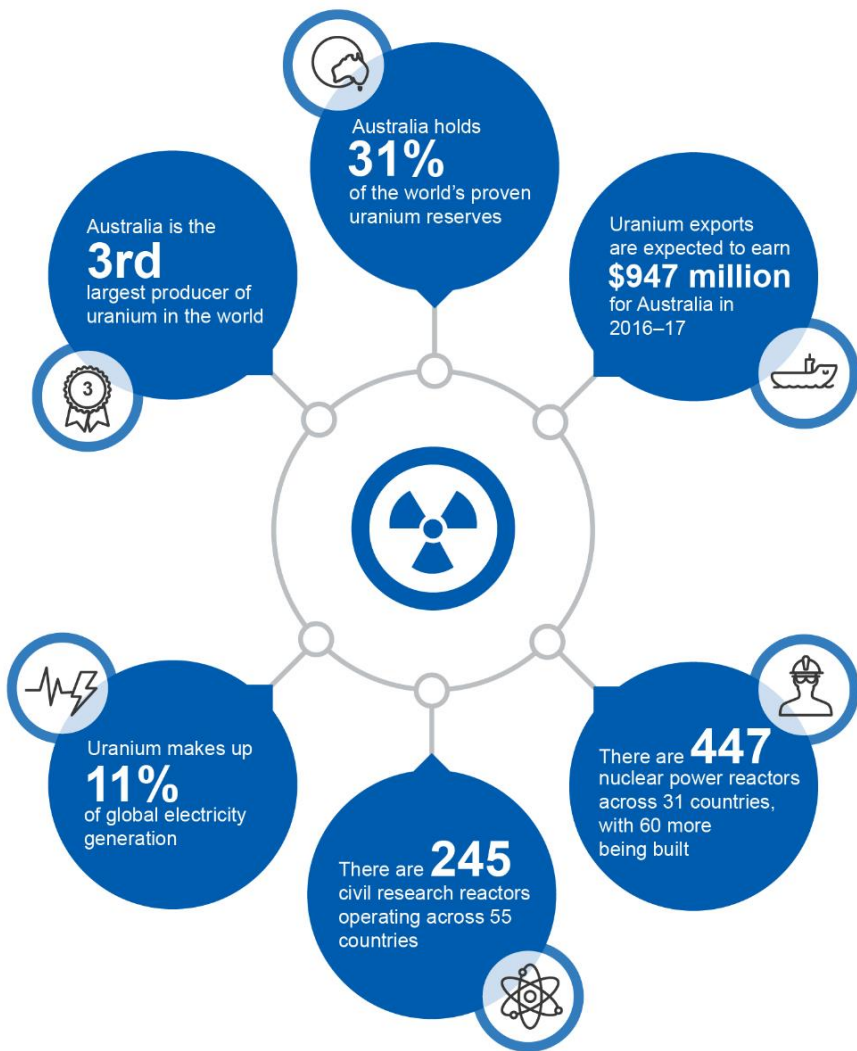 Australia holds
31%
of the world's proven
uranium reserves
Australia is the
3rd
largest producer of
uranium in the world
3
Uranium exports
are expected to earn
$947 million
for Australia in
2016–17
Uranium makes up
11%
of global electricity
generation
There are 245
civil research reactors
operating across 55
countries
There are 447
nuclear power reactors
across 31 countries,
with 60 more
being built